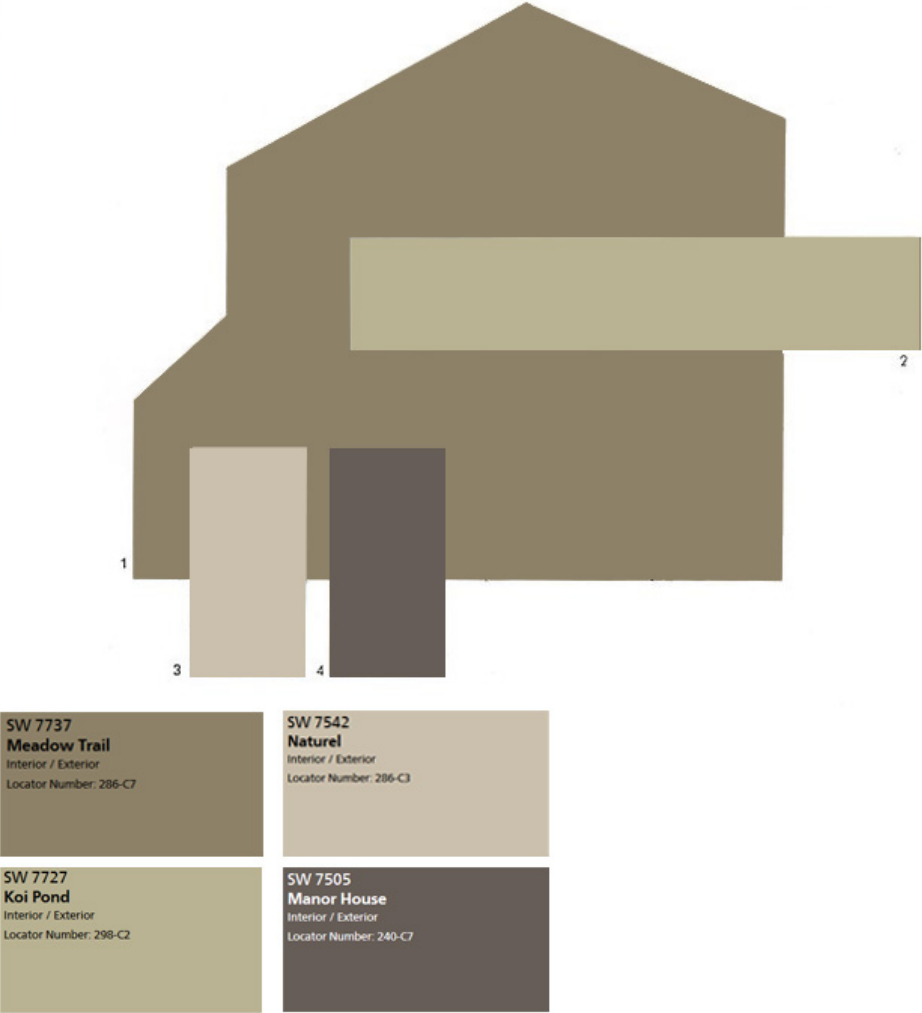 2
1
3
4
SW 7737
Meadow Trail
Interior / Exterior
Locator Number: 286-C7
SW 7542
Naturel
Interior / Exterior
Locator Number: 286-C3
SW 7727
Koi Pond
Interior / Exterior
Locator Number: 298-C2
SW 7505
Manor House
Interior / Exterior
Locator Number: 240-C7